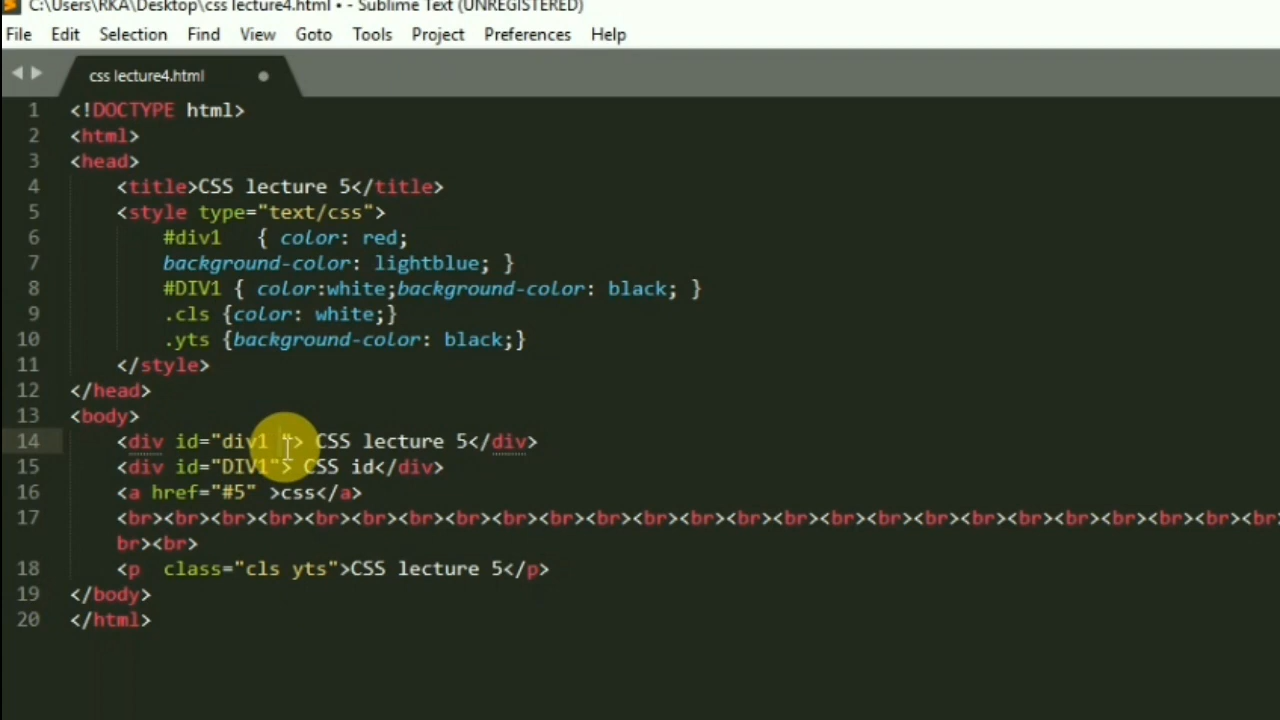 C:\Users\RKA\Desktop\css lecture4.html • - Sublime Text (UNREGISTERED)
File Edit Selection Find View Goto Tools Project Preferences Help
css lecture4.html
1 <!DOCTYPE html>
2 <html>
3 <head>
4 <title>CSS lecture 5</title>
5 <style type="text/css">
6 #div1 { color: red;
7 background-color: lightblue; }
8 #DIV1 { color:white;background-color: black; }
9 .cls {color: white;}
10 .yts {background-color: black;}
11 </style>
12 </head>
13 <body>
14 <div id="div1 "> CSS lecture 5</div>
15 <div id="DIV1"> CSS id</div>
16 <a href="#5" >css</a>
17 <br><br><br><br><br><br><br><br><br><br><br><br><br><br><br><br><br><br><br><br><br><br><br><br><br>
br><br>
18 <p class="cls yts">CSS lecture 5</p>
19 </body>
20 </html>